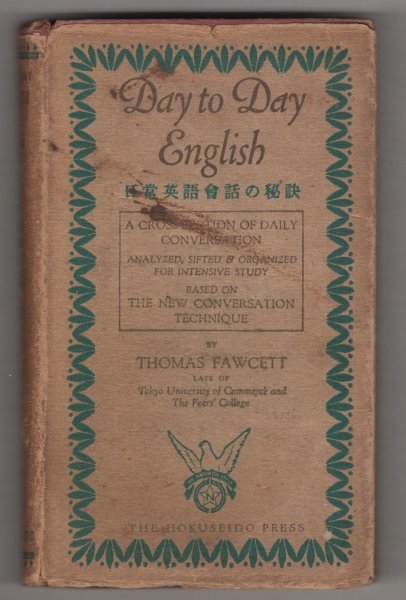 Day to Day
English
日常英語會話の秘訣
A CROSS-SECTION OF DAILY
CONVERSATION
ANALYZED, SIFTED & ORGANIZED
FOR INTENSIVE STUDY
BASED ON
THE NEW CONVERSATION
TECHNIQUE
BY
THOMAS FAWCETT
LATE OF
Tokyo University of Commerce and
The Peers' College
N
THE HOKUSEIDO PRESS